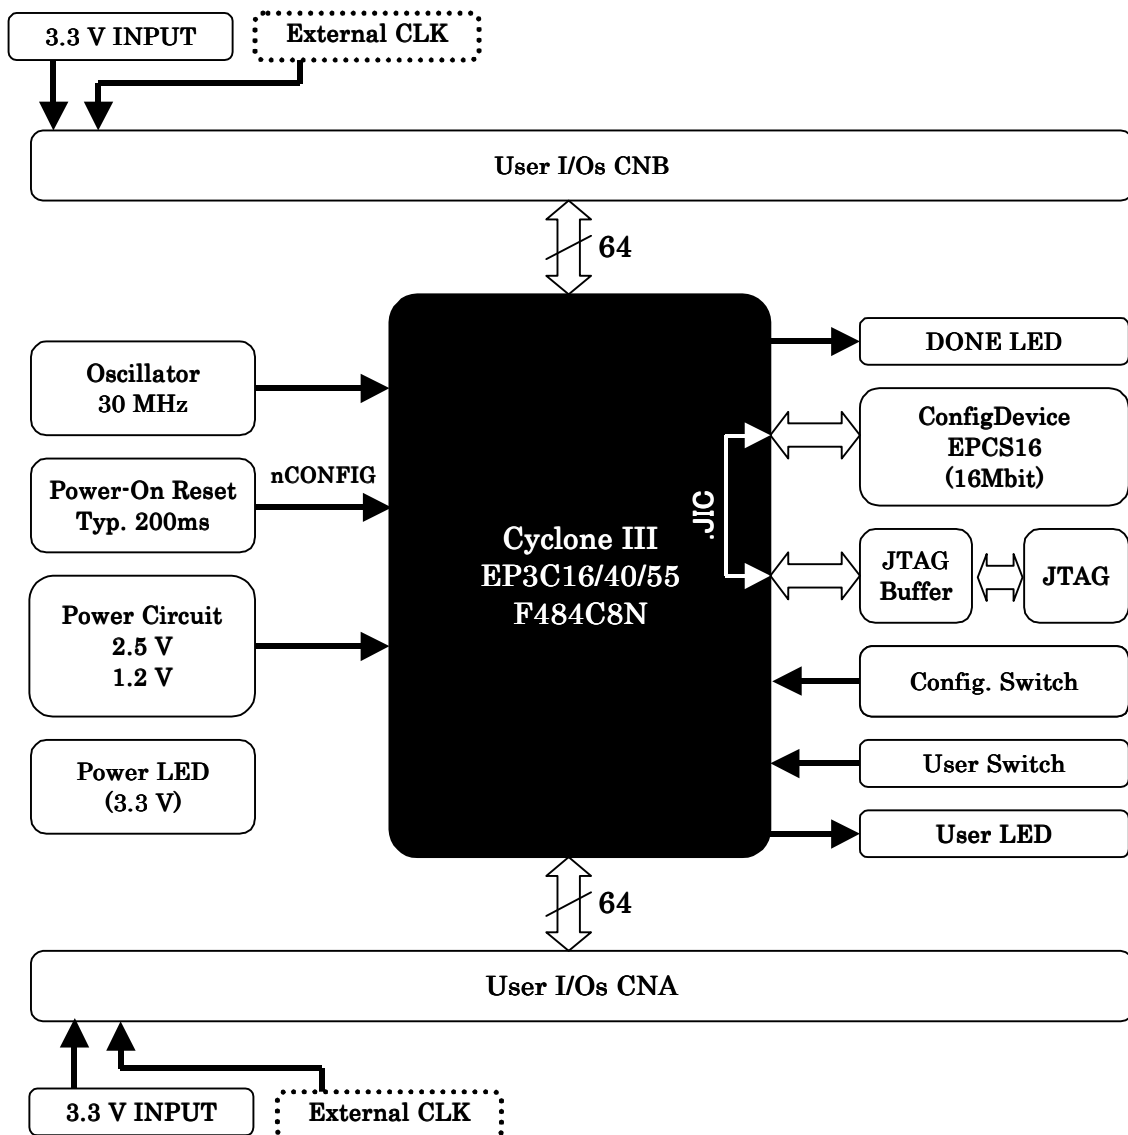 3.3 V INPUT
External CLK
User I/Os CNB
64
Oscillator
30 MHz
nCONFIG
Power-On Reset
Typ. 200ms
Power Circuit
2.5 V
1.2 V
Power LED
(3.3 V)
Cyclone III
EP3C16/40/55
F484C8N
.JIC
DONE LED
ConfigDevice
EPCS16
(16Mbit)
JTAG
Buffer
JTAG
Config. Switch
User Switch
User LED
64
User I/Os CNA
3.3 V INPUT
External CLK